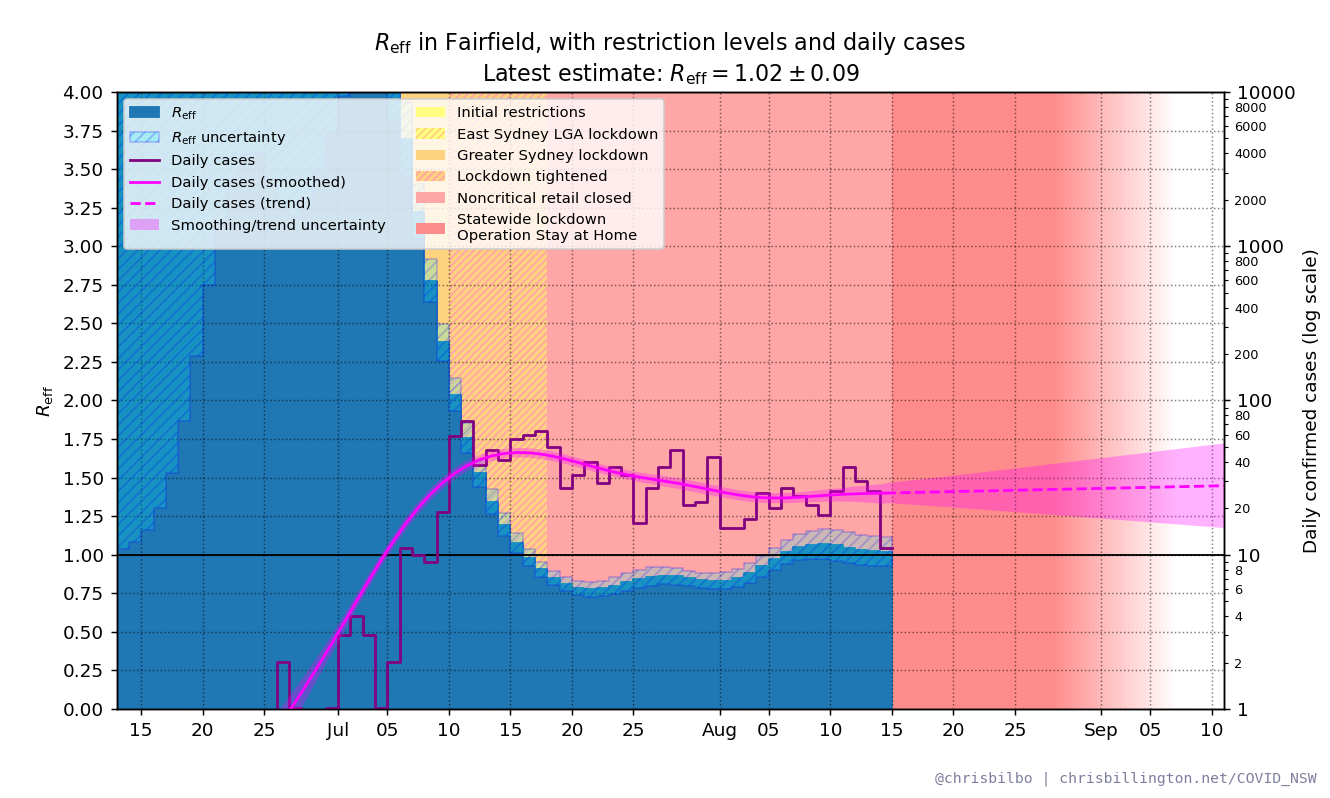 R_eff in Fairfield, with restriction levels and daily cases
Latest estimate: R_eff = 1.02 ± 0.09
R_eff
R_eff uncertainty
Daily cases
Daily cases (smoothed)
Daily cases (trend)
Smoothing/trend uncertainty
Initial restrictions
East Sydney LGA lockdown
Greater Sydney lockdown
Lockdown tightened
Noncritical retail closed
Statewide lockdown
Operation Stay at Home
R_eff
4.00
3.75
3.50
3.25
3.00
2.75
2.50
2.25
2.00
1.75
1.50
1.25
1.00
0.75
0.50
0.25
0.00
15 20 25 Jul 05 10 15 20 25 Aug 05 10 15 20 25 Sep 05 10
10000
8000
6000
4000
2000
1000
800
600
400
200
100
80
60
40
20
10
8
6
4
2
1
Daily confirmed cases (log scale)
@chrisbilbo | chrisbillington.net/COVID_NSW